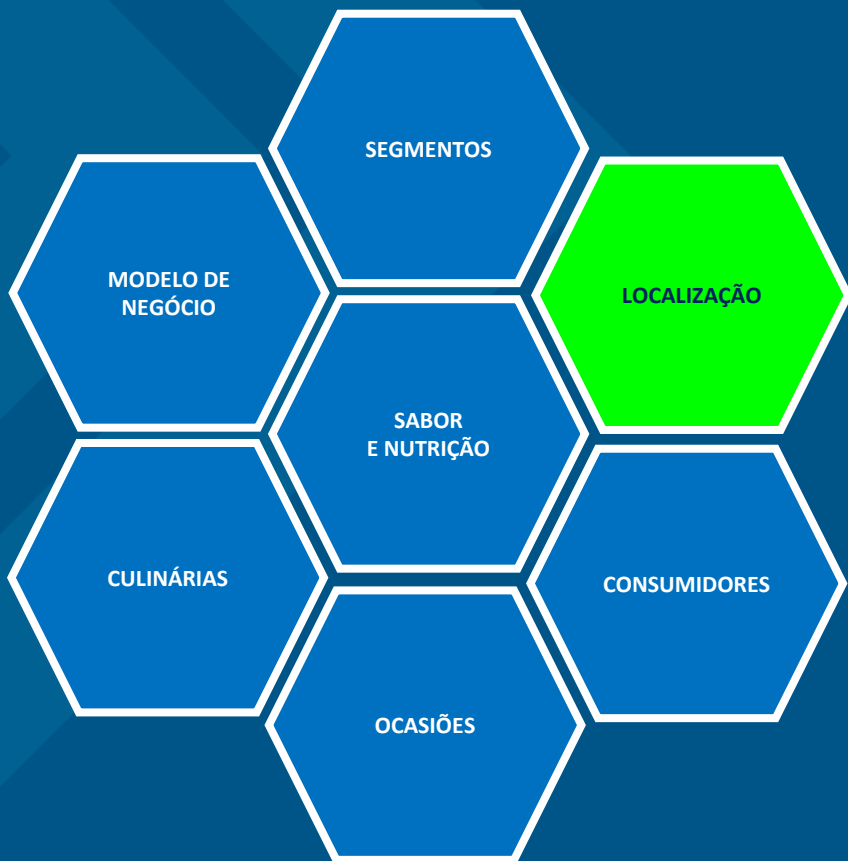 SEGMENTOS
MODELO DE
NEGÓCIO
LOCALIZAÇÃO
SABOR
E NUTRIÇÃO
CULINÁRIAS
CONSUMIDORES
OCASIÕES